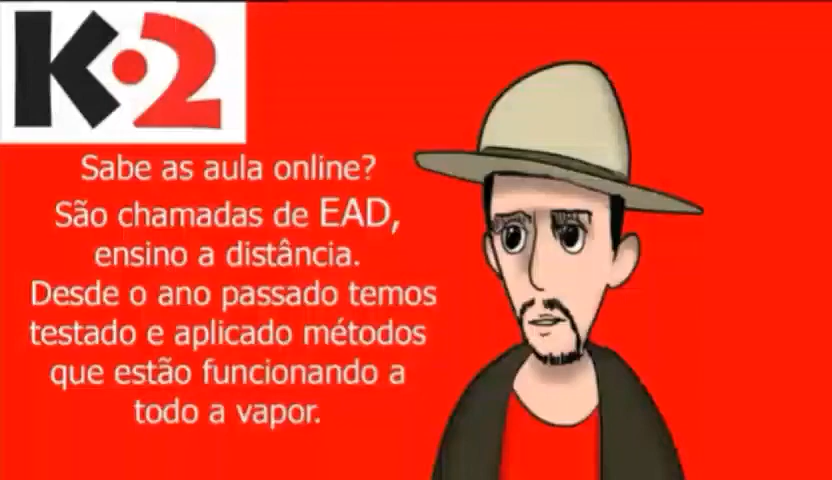 K·2
Sabe as aula online?
São chamadas de EAD,
ensino a distância.
Desde o ano passado temos
testado e aplicado métodos
que estão funcionando a
todo a vapor.